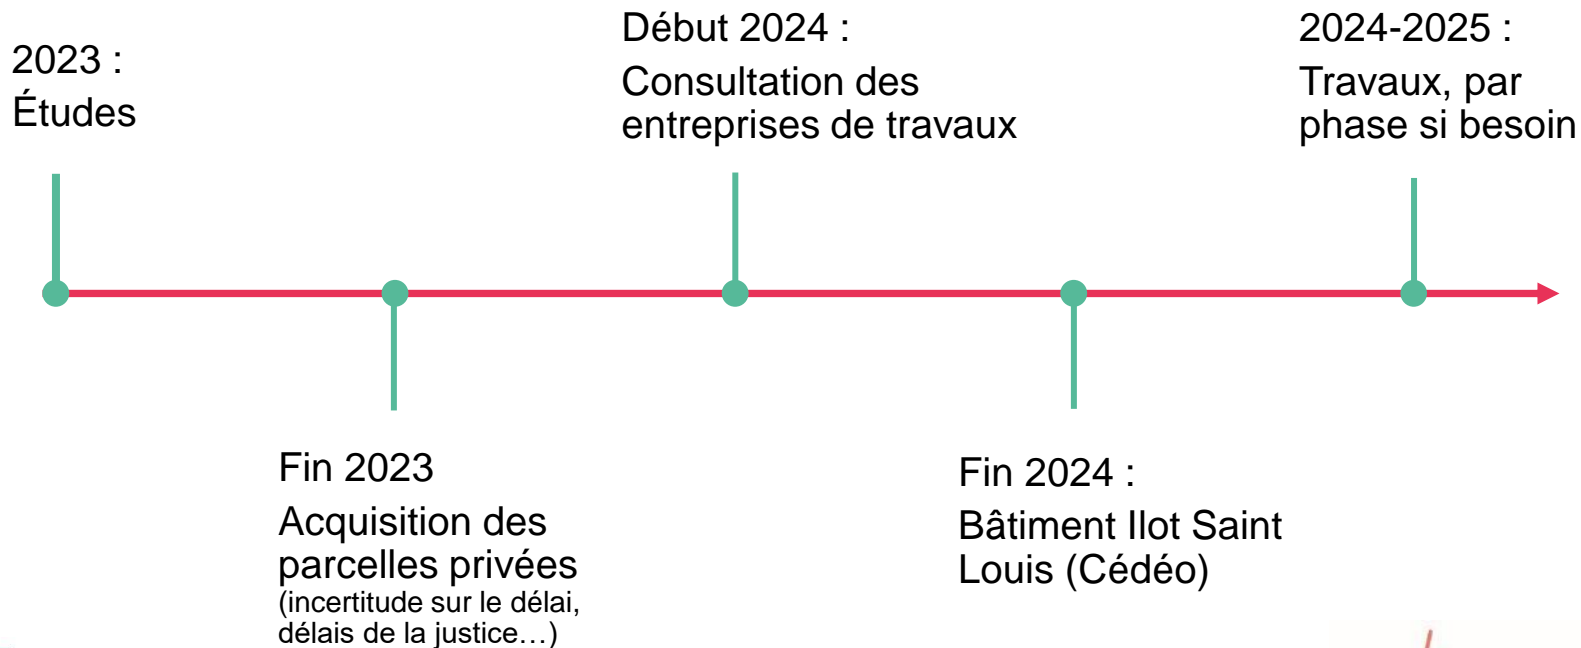 2023 :
Études
Fin 2023
Acquisition des
parcelles privées
(incertitude sur le délai,
délais de la justice…)
Début 2024 :
Consultation des
entreprises de travaux
Fin 2024 :
Bâtiment Ilot Saint
Louis (Cédéo)
2024-2025 :
Travaux, par
phase si besoin